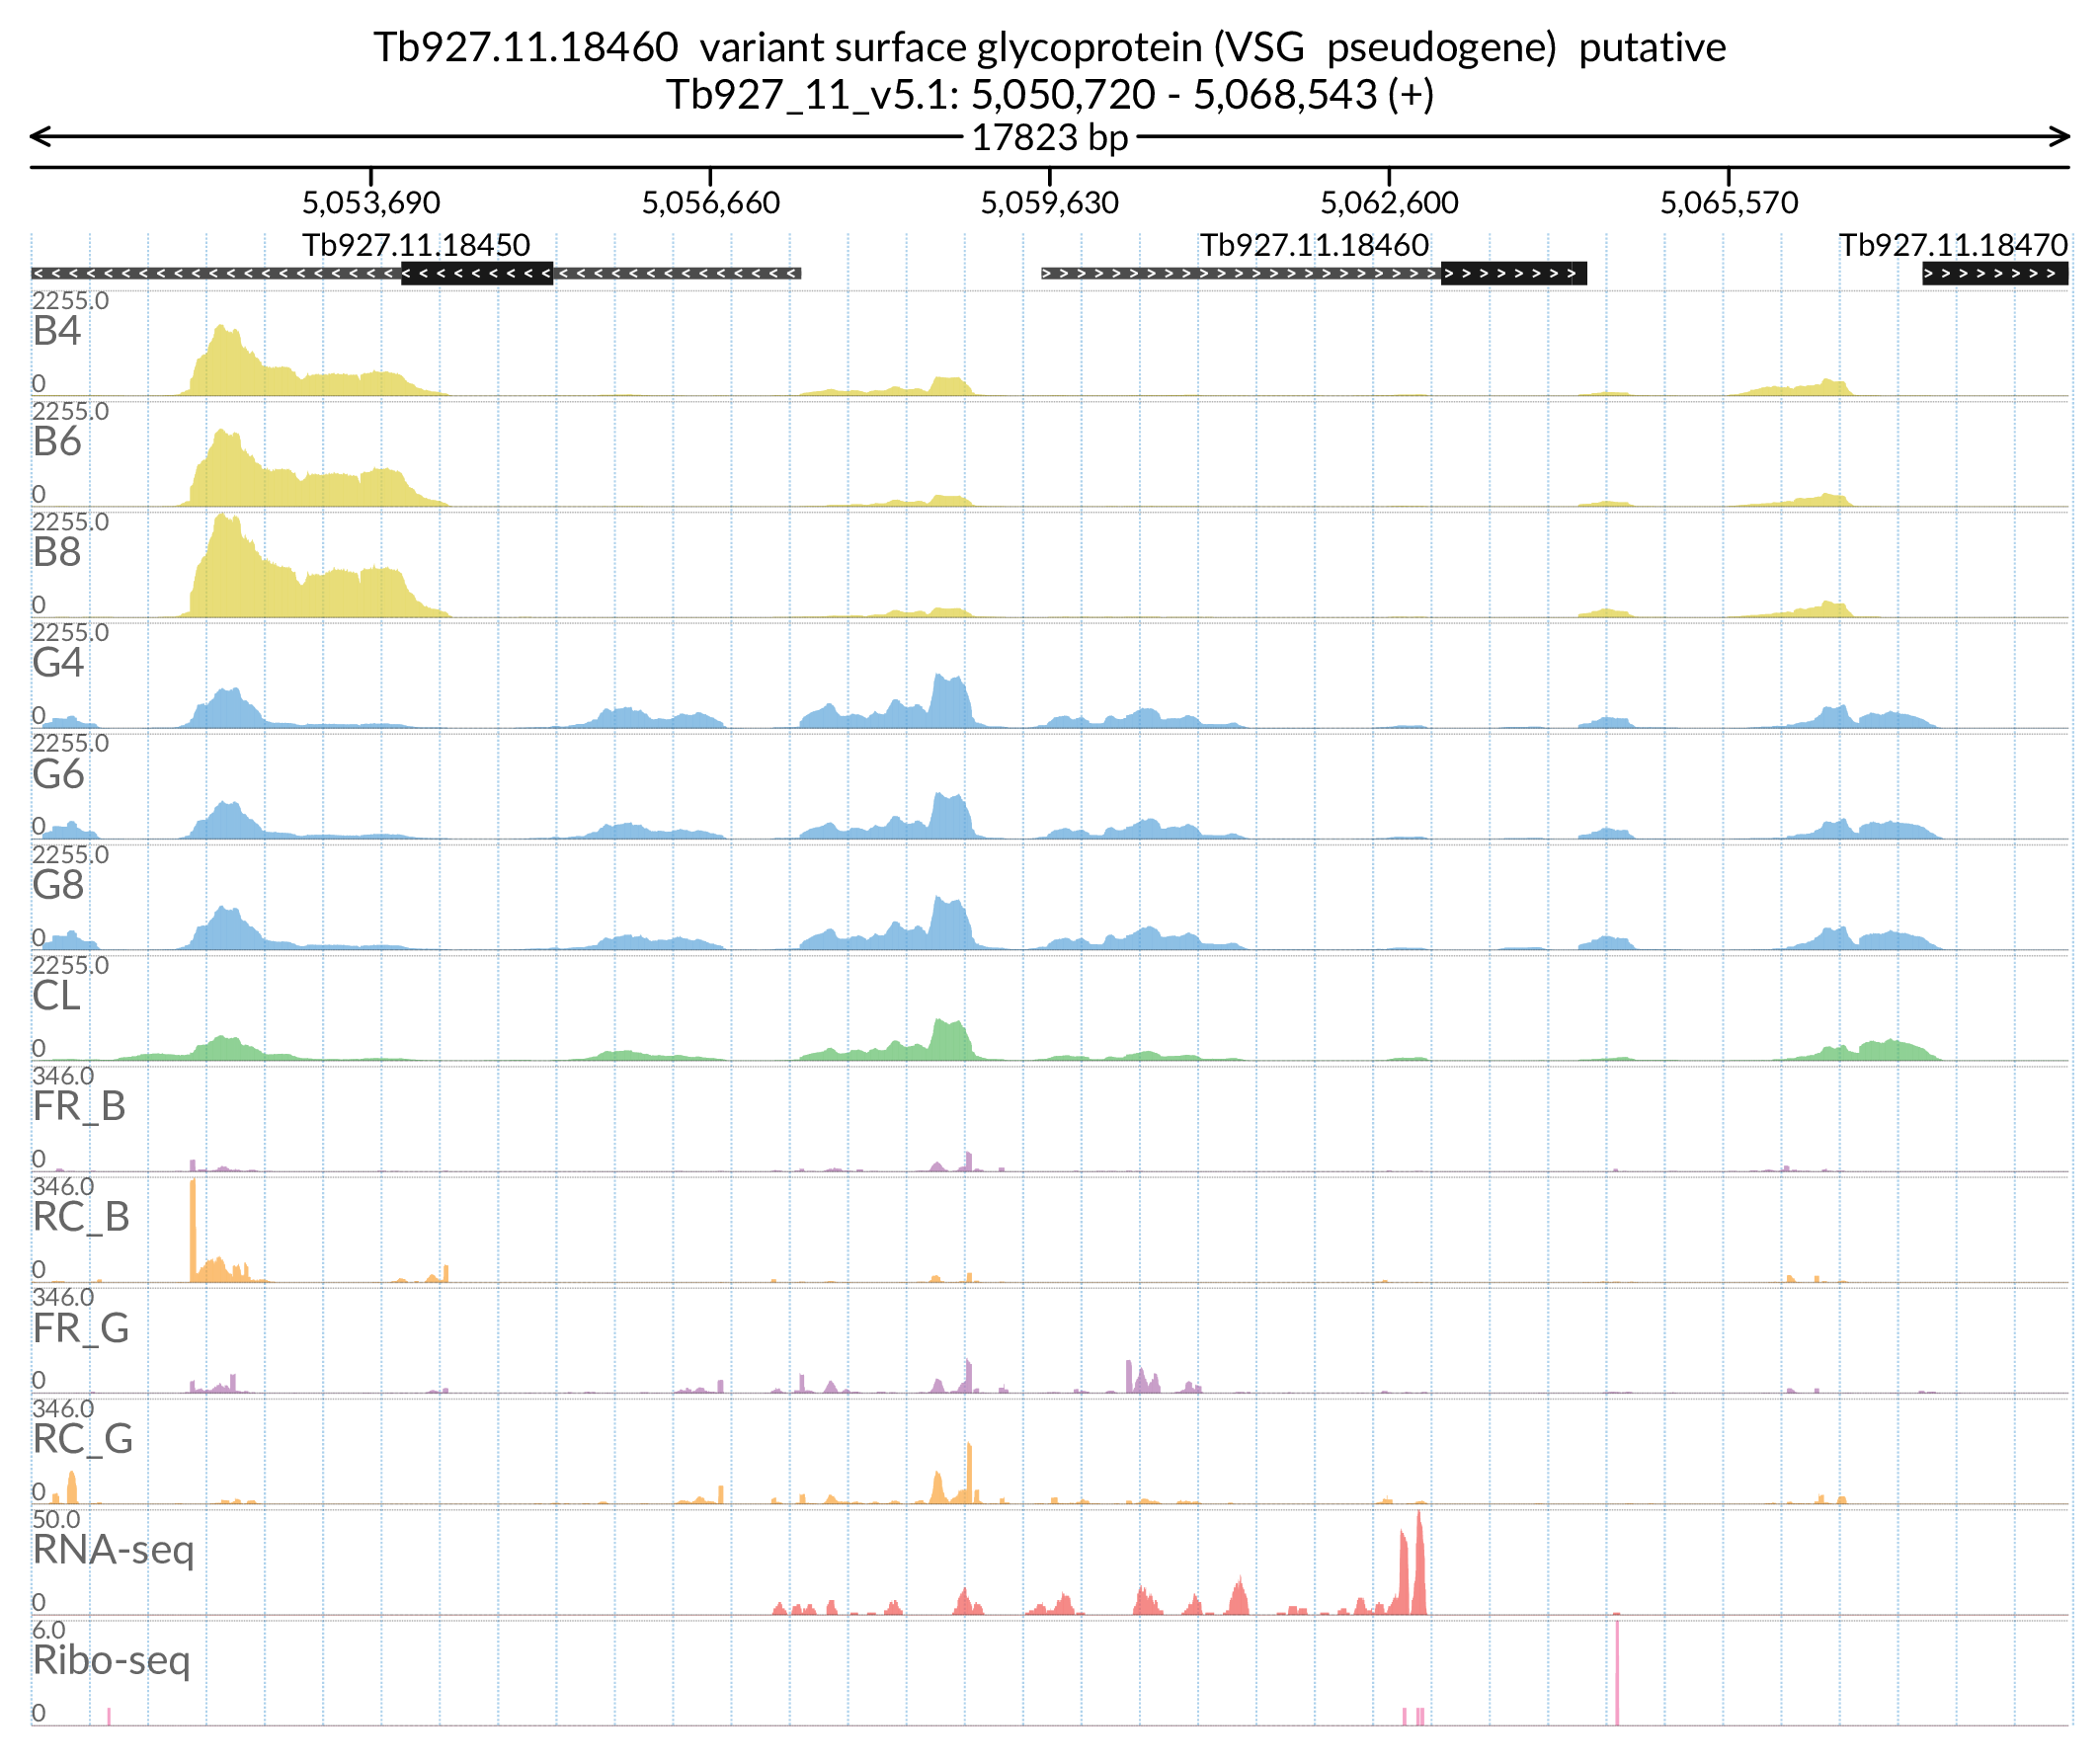 Tb927.11.18460  variant surface glycoprotein (VSG  pseudogene)  putative
Tb927_11_v5.1: 5,050,720 - 5,068,543 (+)
17823 bp
5,053,690 5,056,660 5,059,630 5,062,600 5,065,570
Tb927.11.18450 Tb927.11.18460 Tb927.11.18470
2255.0
B4
0
2255.0
B6
0
2255.0
B8
0
2255.0
G4
0
2255.0
G6
0
2255.0
G8
0
2255.0
CL
0
346.0
FR_B
0
346.0
RC_B
0
346.0
FR_G
0
346.0
RC_G
0
50.0
RNA-seq
0
6.0
Ribo-seq
0